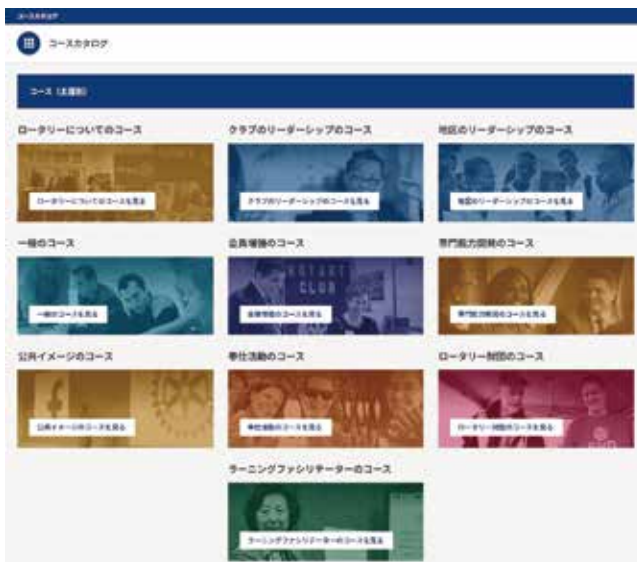 コースカタログ
コースカタログ
コース（主題別）
ロータリーについてのコース
クラブのリーダーシップのコース
地区のリーダーシップのコース
ロータリーについてのコースを見る
クラブのリーダーシップのコースを見る
地区のリーダーシップのコースを見る
一般のコース
会員増強のコース
専門能力開発のコース
ROTARY
CLUB
一般のコースを見る
会員増強のコースを見る
専門能力開発のコースを見る
公共イメージのコース
奉仕活動のコース
ロータリー財団のコース
公共イメージのコースを見る
奉仕活動のコースを見る
ロータリー財団のコースを見る
END
ラーニングファシリテーターのコース
ラーニングファシリテーターのコースを見る